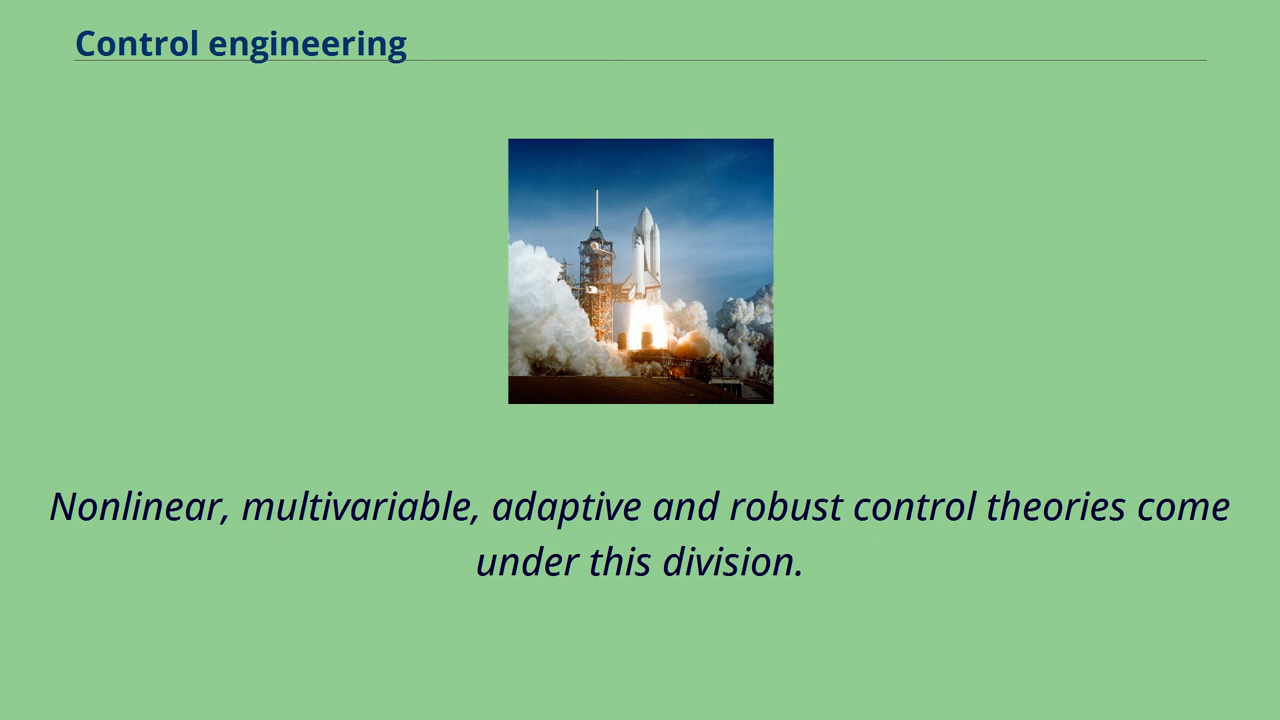 Control engineering
Nonlinear, multivariable, adaptive and robust control theories come
under this division.